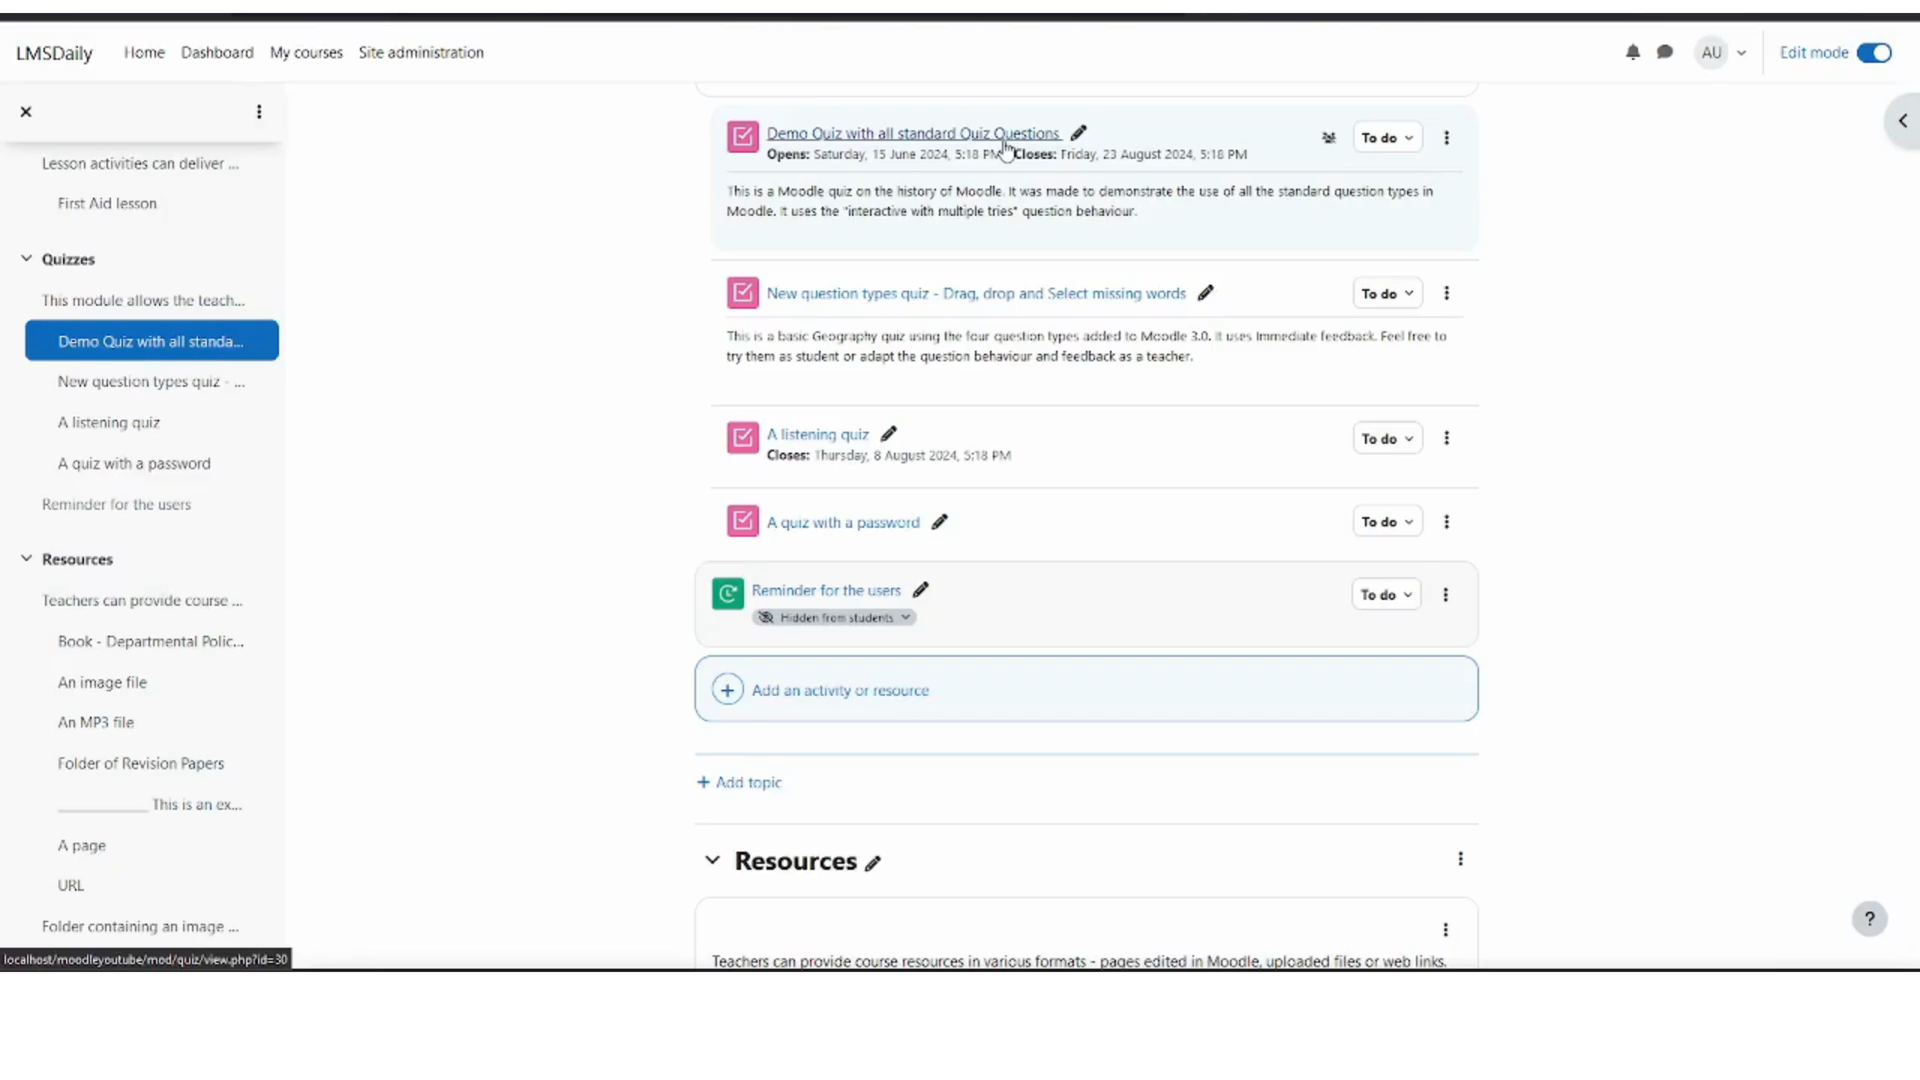 LMSDaily Home Dashboard My courses Site administration AU Edit mode
Lesson activities can deliver ...
First Aid lesson
Quizzes
This module allows the teach...
Demo Quiz with all standa...
New question types quiz - ...
A listening quiz
A quiz with a password
Reminder for the users
Resources
Teachers can provide course ...
Book - Departmental Polic...
An image file
An MP3 file
Folder of Revision Papers
____________ This is an ex...
A page
URL
Folder containing an image ...
localhost/moodleyoutube/mod/quiz/view.php?id=30
Demo Quiz with all standard Quiz Questions To do
Opens: Saturday, 15 June 2024, 5:18 PM Closes: Friday, 23 August 2024, 5:18 PM
This is a Moodle quiz on the history of Moodle. It was made to demonstrate the use of all the standard question types in
Moodle. It uses the "interactive with multiple tries" question behaviour.
New question types quiz - Drag, drop and Select missing words To do
This is a basic Geography quiz using the four question types added to Moodle 3.0. It uses Immediate feedback. Feel free to
try them as student or adapt the question behaviour and feedback as a teacher.
A listening quiz To do
Closes: Thursday, 8 August 2024, 5:18 PM
A quiz with a password To do
Reminder for the users To do
Hidden from students
Add an activity or resource
+ Add topic
Resources
Teachers can provide course resources in various formats - pages edited in Moodle, uploaded files or web links.
?